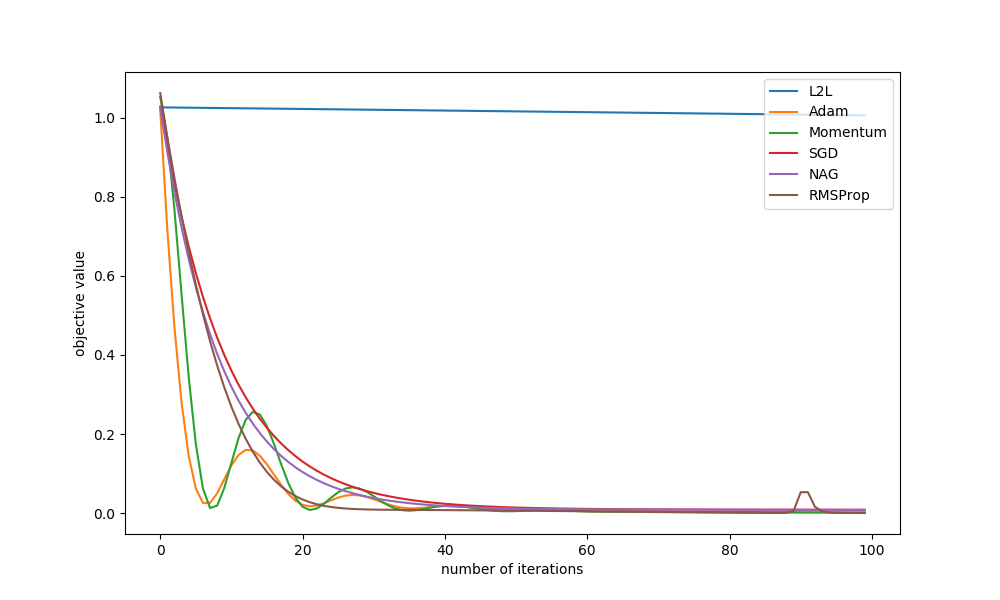 1.0
0.8
0.6
0.4
0.2
0.0
objective value
0 20 40 60 80 100
number of iterations
L2L
Adam
Momentum
SGD
NAG
RMSProp